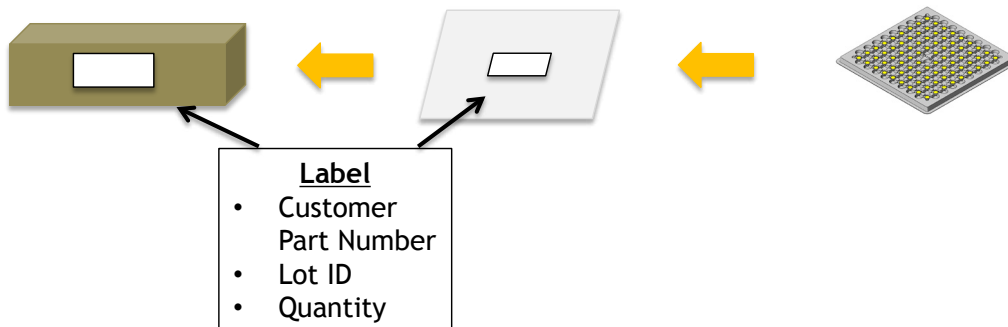 Label
• Customer
Part Number
• Lot ID
• Quantity